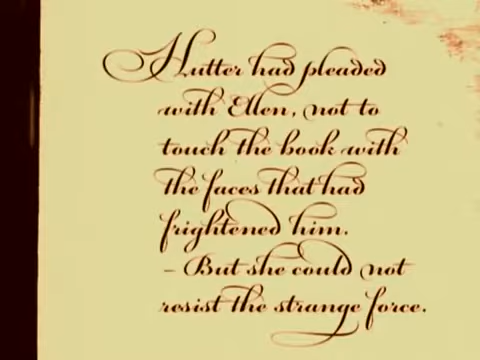 Hutter had pleaded
with Ellen, not to
touch the book with
the faces that had
frightened him.
- But she could not
resist the strange force.